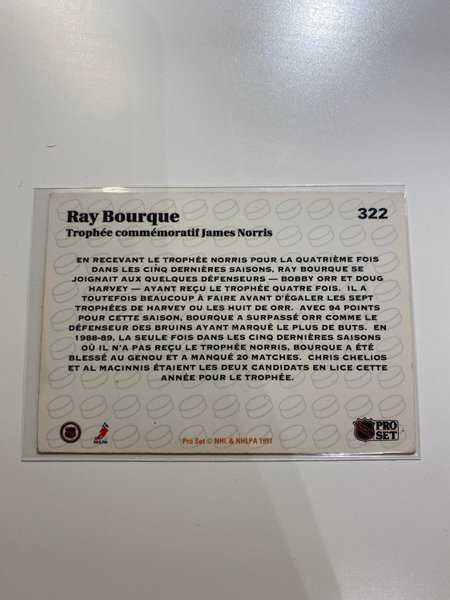 Ray Bourque
322
Trophée commémoratif James Norris
EN RECEVANT LE TROPHÉE NORRIS POUR LA QUATRIÈME FOIS
DANS LES CINQ DERNIÈRES SAISONS, RAY BOURQUE SE
JOIGNAIT AUX QUELQUES DÉFENSEURS — BOBBY ORR ET DOUG
HARVEY — AYANT REÇU LE TROPHÉE QUATRE FOIS. IL A
TOUTEFOIS BEAUCOUP À FAIRE AVANT D'ÉGALER LES SEPT
TROPHÉES DE HARVEY OU LES HUIT DE ORR. AVEC 94 POINTS
POUR CETTE SAISON, BOURQUE A SURPASSÉ ORR COMME LE
DÉFENSEUR DES BRUINS AYANT MARQUÉ LE PLUS DE BUTS. EN
1988-89, LA SEULE FOIS DANS LES CINQ DERNIÈRES SAISONS
OÙ IL N'A PAS REÇU LE TROPHÉE NORRIS, BOURQUE A ÉTÉ
BLESSÉ AU GENOU ET A MANQUÉ 20 MATCHES. CHRIS CHELIOS
ET AL MACINNIS ÉTAIENT LES DEUX CANDIDATS EN LICE CETTE
ANNÉE POUR LE TROPHÉE.
NHLPA
Pro Set © NHL & NHLPA 1991
PRO
SET